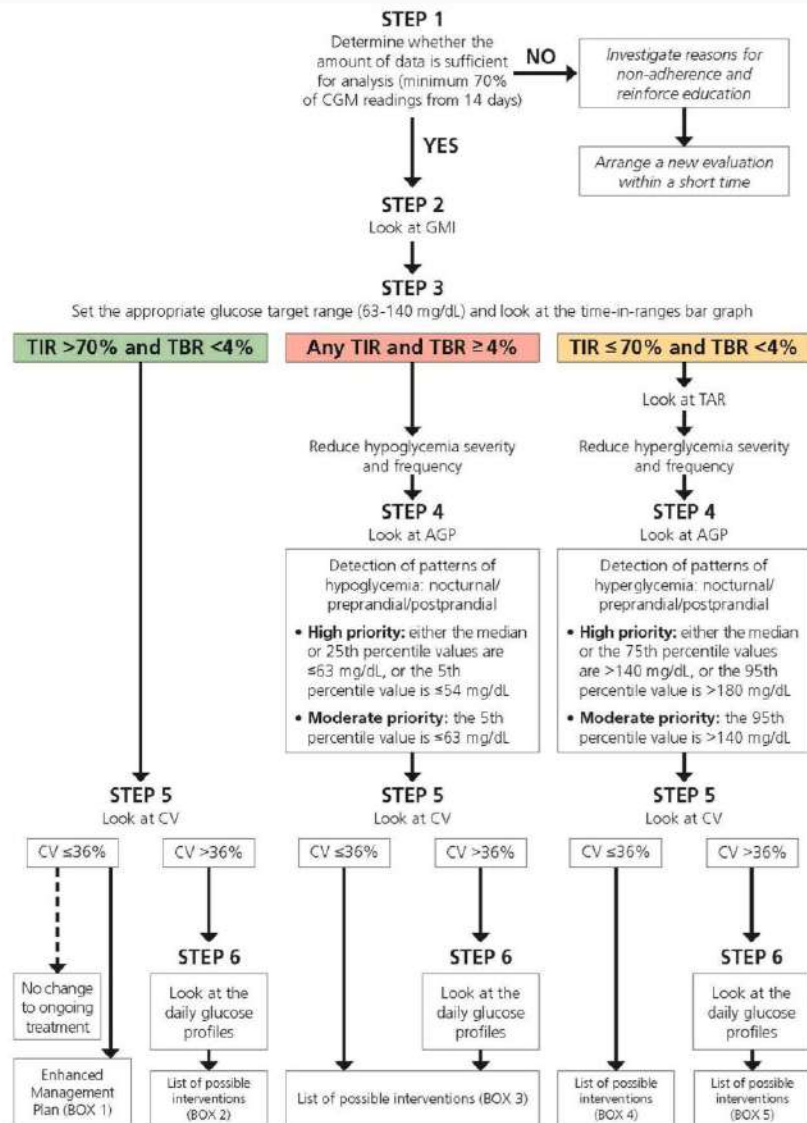 STEP 1
Determine whether the
amount of data is sufficient
for analysis (minimum 70%
of CGM readings from 14 days)
NO
Investigate reasons for
non-adherence and
reinforce education
Arrange a new evaluation
within a short time
YES
STEP 2
Look at GMI
STEP 3
Set the appropriate glucose target range (63-140 mg/dL) and look at the time-in-ranges bar graph
TIR >70% and TBR <4%
Any TIR and TBR ≥ 4%
TIR ≤ 70% and TBR <4%
Look at TAR
Reduce hypoglycemia severity
and frequency
Reduce hyperglycemia severity
and frequency
STEP 4
Look at AGP
Detection of patterns of
hypoglycemia: nocturnal/
preprandial/postprandial
• High priority: either the median
or 25th percentile values are
≤63 mg/dL, or the 5th
percentile value is ≤54 mg/dL
• Moderate priority: the 5th
percentile value is ≤63 mg/dL
STEP 4
Look at AGP
Detection of patterns of
hyperglycemia: nocturnal/
preprandial/postprandial
• High priority: either the median
or the 75th percentile values
are >140 mg/dL, or the 95th
percentile value is >180 mg/dL
• Moderate priority: the 95th
percentile value is >140 mg/dL
STEP 5
Look at CV
CV ≤36%
CV >36%
STEP 5
Look at CV
CV ≤36%
CV >36%
STEP 5
Look at CV
CV ≤36%
CV >36%
No change
to ongoing
treatment
Enhanced
Management
Plan (BOX 1)
STEP 6
Look at the
daily glucose
profiles
List of possible
interventions
(BOX 2)
STEP 6
Look at the
daily glucose
profiles
List of possible interventions (BOX 3)
List of possible
interventions
(BOX 4)
STEP 6
Look at the
daily glucose
profiles
List of possible
interventions
(BOX 5)